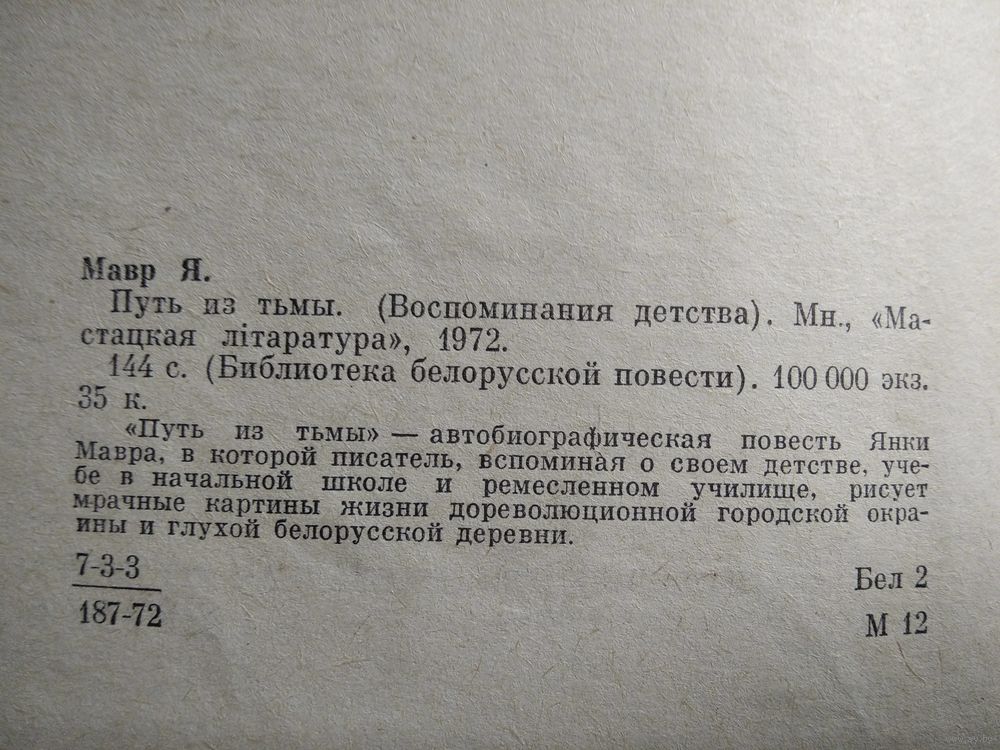 Мавр Я.
Путь из тьмы. (Воспоминания детства). Мн., «Ма-
стацкая літаратура», 1972.
144 с. (Библиотека белорусской повести). 100 000 экз.
35 к.
«Путь из тьмы» — автобиографическая повесть Янки
Мавра, в которой писатель, вспоминая о своем детстве, уче-
бе в начальной школе и ремесленном училище, рисует
мрачные картины жизни дореволюционной городской окра-
ины и глухой белорусской деревни.
7-3-3
187-72
Бел 2
М 12